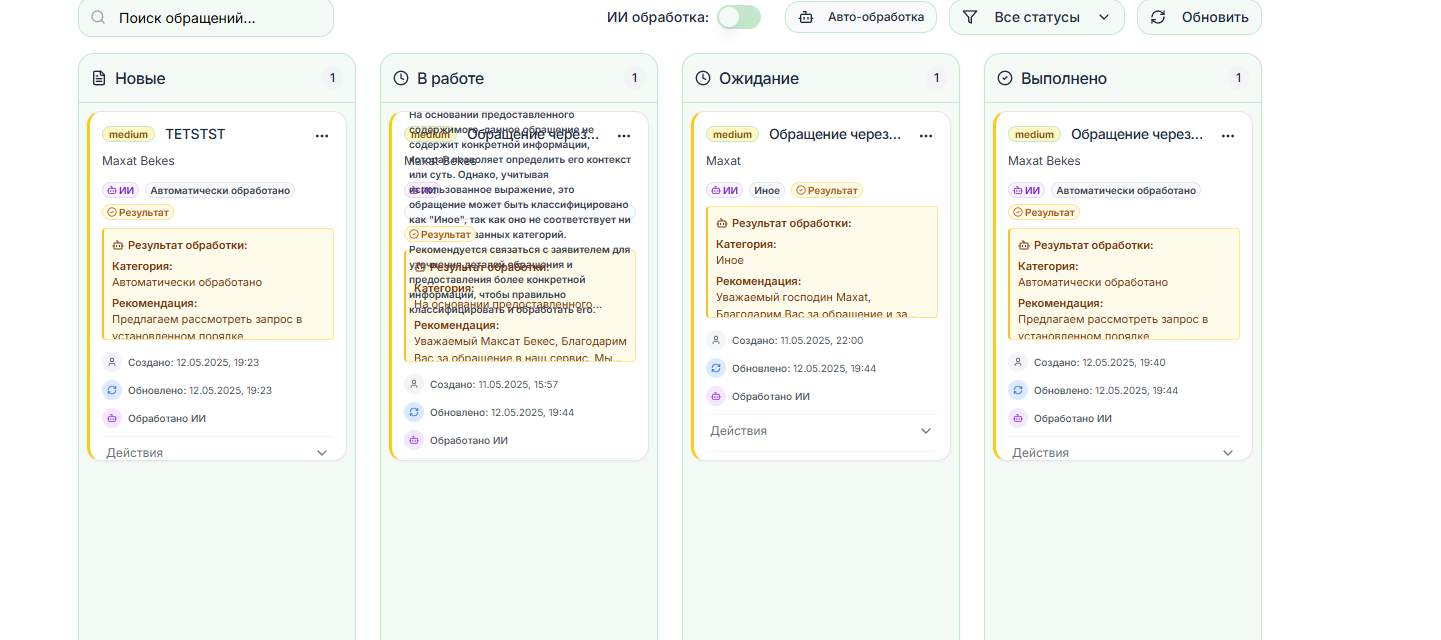 Поиск обращений...
ИИ обработка:
Авто-обработка
Все статусы
Обновить
Новые
1
medium
TETSTST
Maxat Bekes
ИИ
Автоматически обработано
Результат
Результат обработки:
Категория:
Автоматически обработано
Рекомендация:
Предлагаем рассмотреть запрос в
установленном порядке
Создано: 12.05.2025, 19:23
Обновлено: 12.05.2025, 19:23
Обработано ИИ
Действия
В работе
1
medium
Обращение через...
Maxat Bekes
ИИ
На основании предоставленного
содержимого, данное обращение не
содержит конкретной информации,
которая позволяет определить его контекст
или суть. Однако, учитывая
использованное выражение, это
обращение может быть классифицировано
как "Иное", так как оно не соответствует ни
занных категорий.
Рекомендуется связаться с заявителем для
уточнения деталей обращения и
предоставления более конкретной
информации, чтобы правильно
классифицировать и обработать его.
Результат
Результат обработки:
Категория:
На основании предоставленного...
Рекомендация:
Уважаемый Максат Бекес, Благодарим
Вас за обращение в наш сервис. Мы...
Создано: 11.05.2025, 15:57
Обновлено: 12.05.2025, 19:44
Обработано ИИ
Ожидание
1
medium
Обращение через...
Maxat
ИИ
Иное
Результат
Результат обработки:
Категория:
Иное
Рекомендация:
Уважаемый господин Maxat,
Благодарим Вас за обращение и за...
Создано: 11.05.2025, 22:00
Обновлено: 12.05.2025, 19:44
Обработано ИИ
Действия
Выполнено
1
medium
Обращение через...
Maxat Bekes
ИИ
Автоматически обработано
Результат
Результат обработки:
Категория:
Автоматически обработано
Рекомендация:
Предлагаем рассмотреть запрос в
установленном порядке
Создано: 12.05.2025, 19:40
Обновлено: 12.05.2025, 19:44
Обработано ИИ
Действия